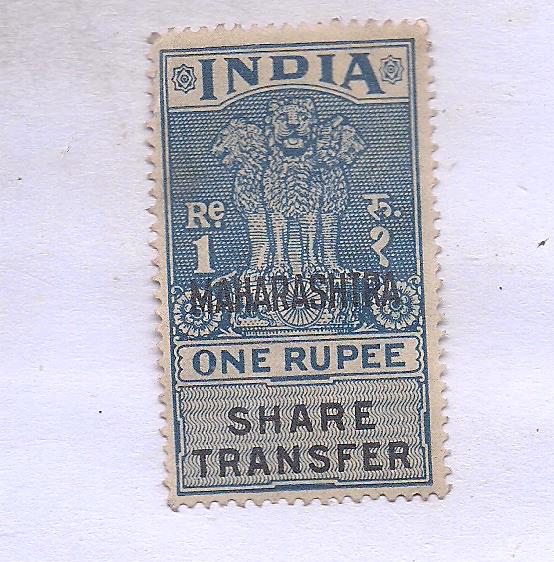 INDIA
Re रु.
1 १
MAHARASHTRA
ONE RUPEE
SHARE
TRANSFER